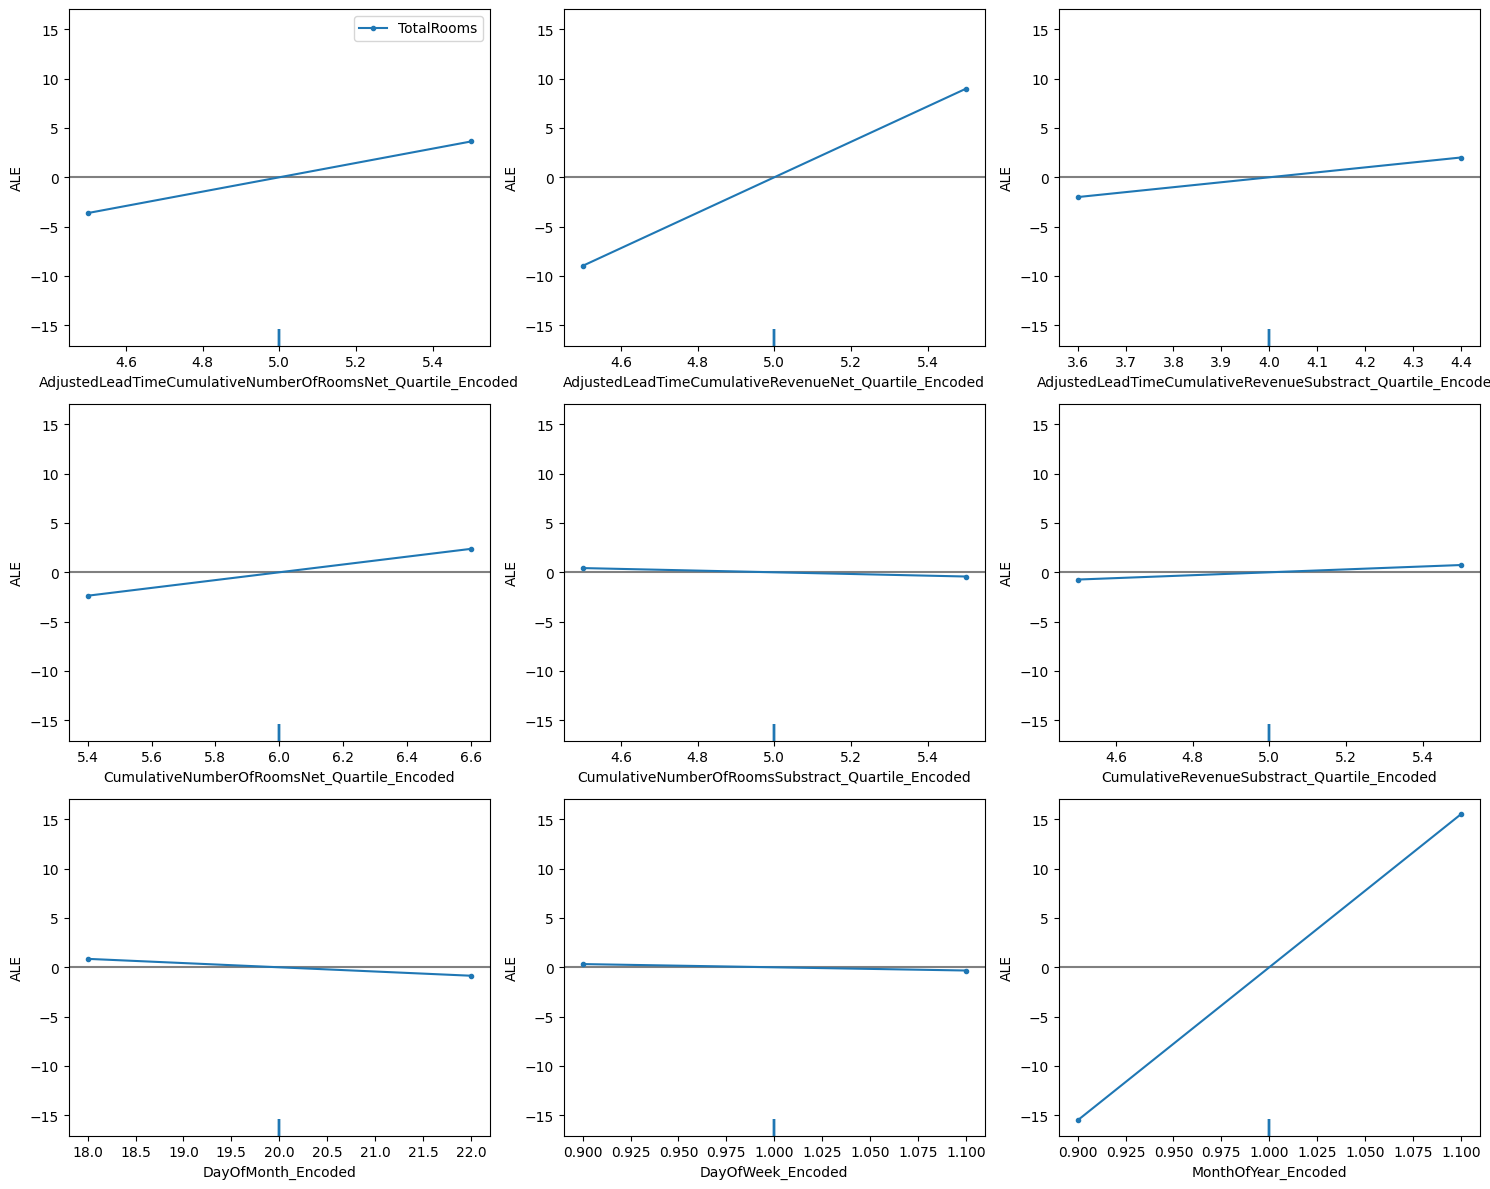 TotalRooms
15
10
5
0
−5
−10
−15
ALE
4.6 4.8 5.0 5.2 5.4
AdjustedLeadTimeCumulativeNumberOfRoomsNet_Quartile_Encoded
15
10
5
0
−5
−10
−15
ALE
4.6 4.8 5.0 5.2 5.4
AdjustedLeadTimeCumulativeRevenueNet_Quartile_Encoded
15
10
5
0
−5
−10
−15
ALE
3.6 3.7 3.8 3.9 4.0 4.1 4.2 4.3 4.4
AdjustedLeadTimeCumulativeRevenueSubstract_Quartile_Encode
15
10
5
0
−5
−10
−15
ALE
5.4 5.6 5.8 6.0 6.2 6.4 6.6
CumulativeNumberOfRoomsNet_Quartile_Encoded
15
10
5
0
−5
−10
−15
ALE
4.6 4.8 5.0 5.2 5.4
CumulativeNumberOfRoomsSubstract_Quartile_Encoded
15
10
5
0
−5
−10
−15
ALE
4.6 4.8 5.0 5.2 5.4
CumulativeRevenueSubstract_Quartile_Encoded
15
10
5
0
−5
−10
−15
ALE
18.0 18.5 19.0 19.5 20.0 20.5 21.0 21.5 22.0
DayOfMonth_Encoded
15
10
5
0
−5
−10
−15
ALE
0.900 0.925 0.950 0.975 1.000 1.025 1.050 1.075 1.100
DayOfWeek_Encoded
15
10
5
0
−5
−10
−15
ALE
0.900 0.925 0.950 0.975 1.000 1.025 1.050 1.075 1.100
MonthOfYear_Encoded